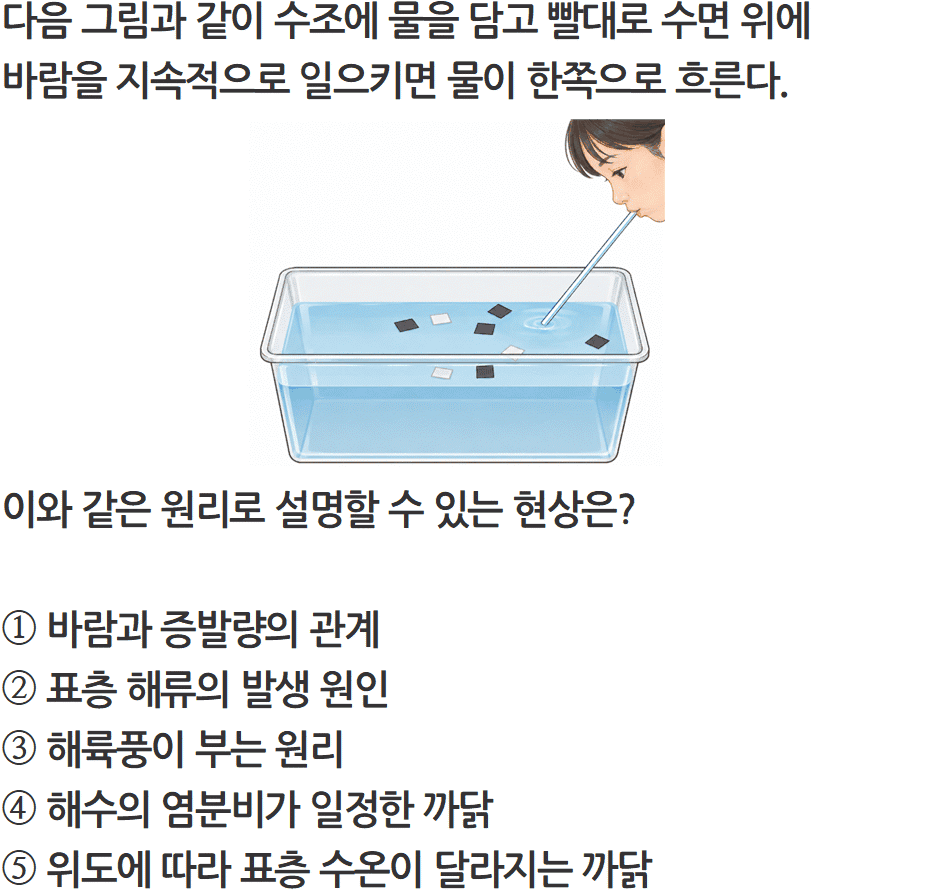 다음 그림과 같이 수조에 물을 담고 빨대로 수면 위에
바람을 지속적으로 일으키면 물이 한쪽으로 흐른다.
이와 같은 원리로 설명할 수 있는 현상은?
① 바람과 증발량의 관계
② 표층 해류의 발생 원인
③ 해륙풍이 부는 원리
④ 해수의 염분비가 일정한 까닭
⑤ 위도에 따라 표층 수온이 달라지는 까닭